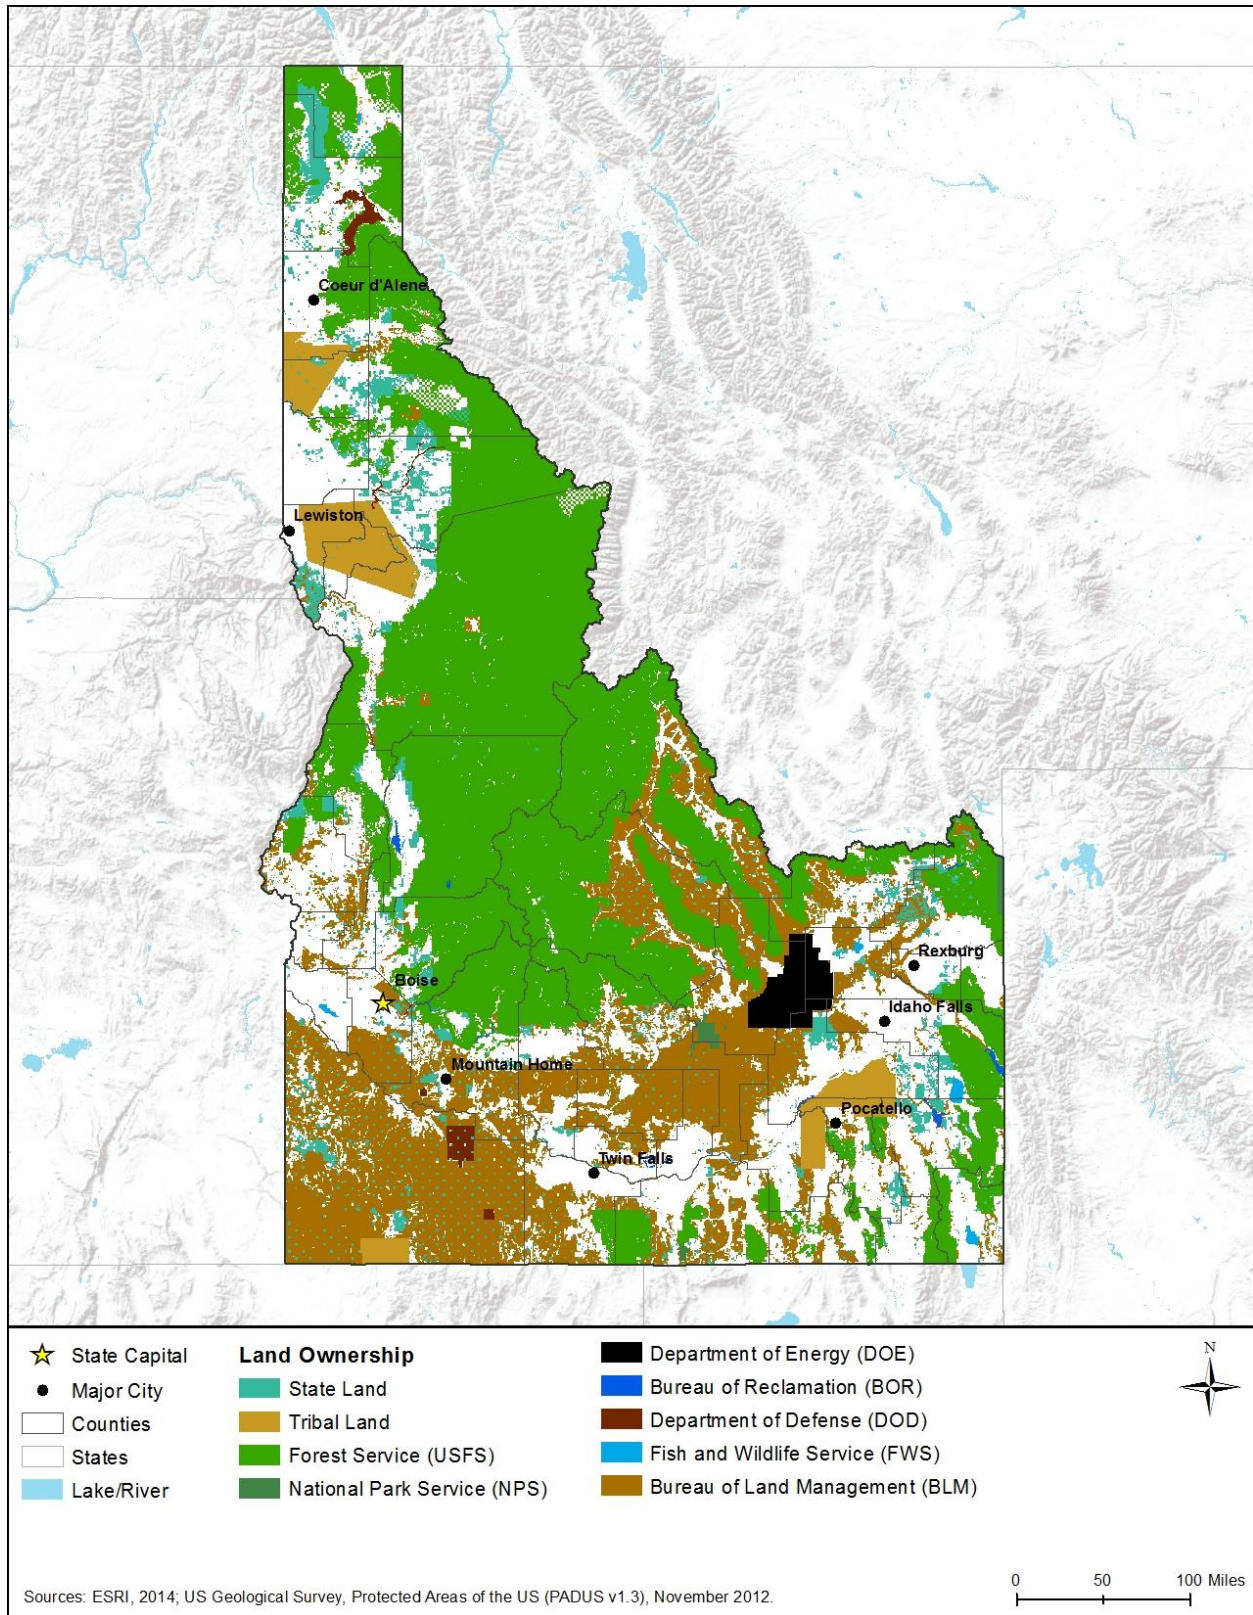 Coeur d'Alene
Lewiston
Boise
Rexburg
Idaho Falls
Mountain Home
Pocatello
Twin Falls
State Capital
Major City
Counties
States
Lake/River
Land Ownership
State Land
Tribal Land
Forest Service (USFS)
National Park Service (NPS)
Department of Energy (DOE)
Bureau of Reclamation (BOR)
Department of Defense (DOD)
Fish and Wildlife Service (FWS)
Bureau of Land Management (BLM)
N
0 50 100 Miles
Sources: ESRI, 2014; US Geological Survey, Protected Areas of the US (PADUS v1.3), November 2012.